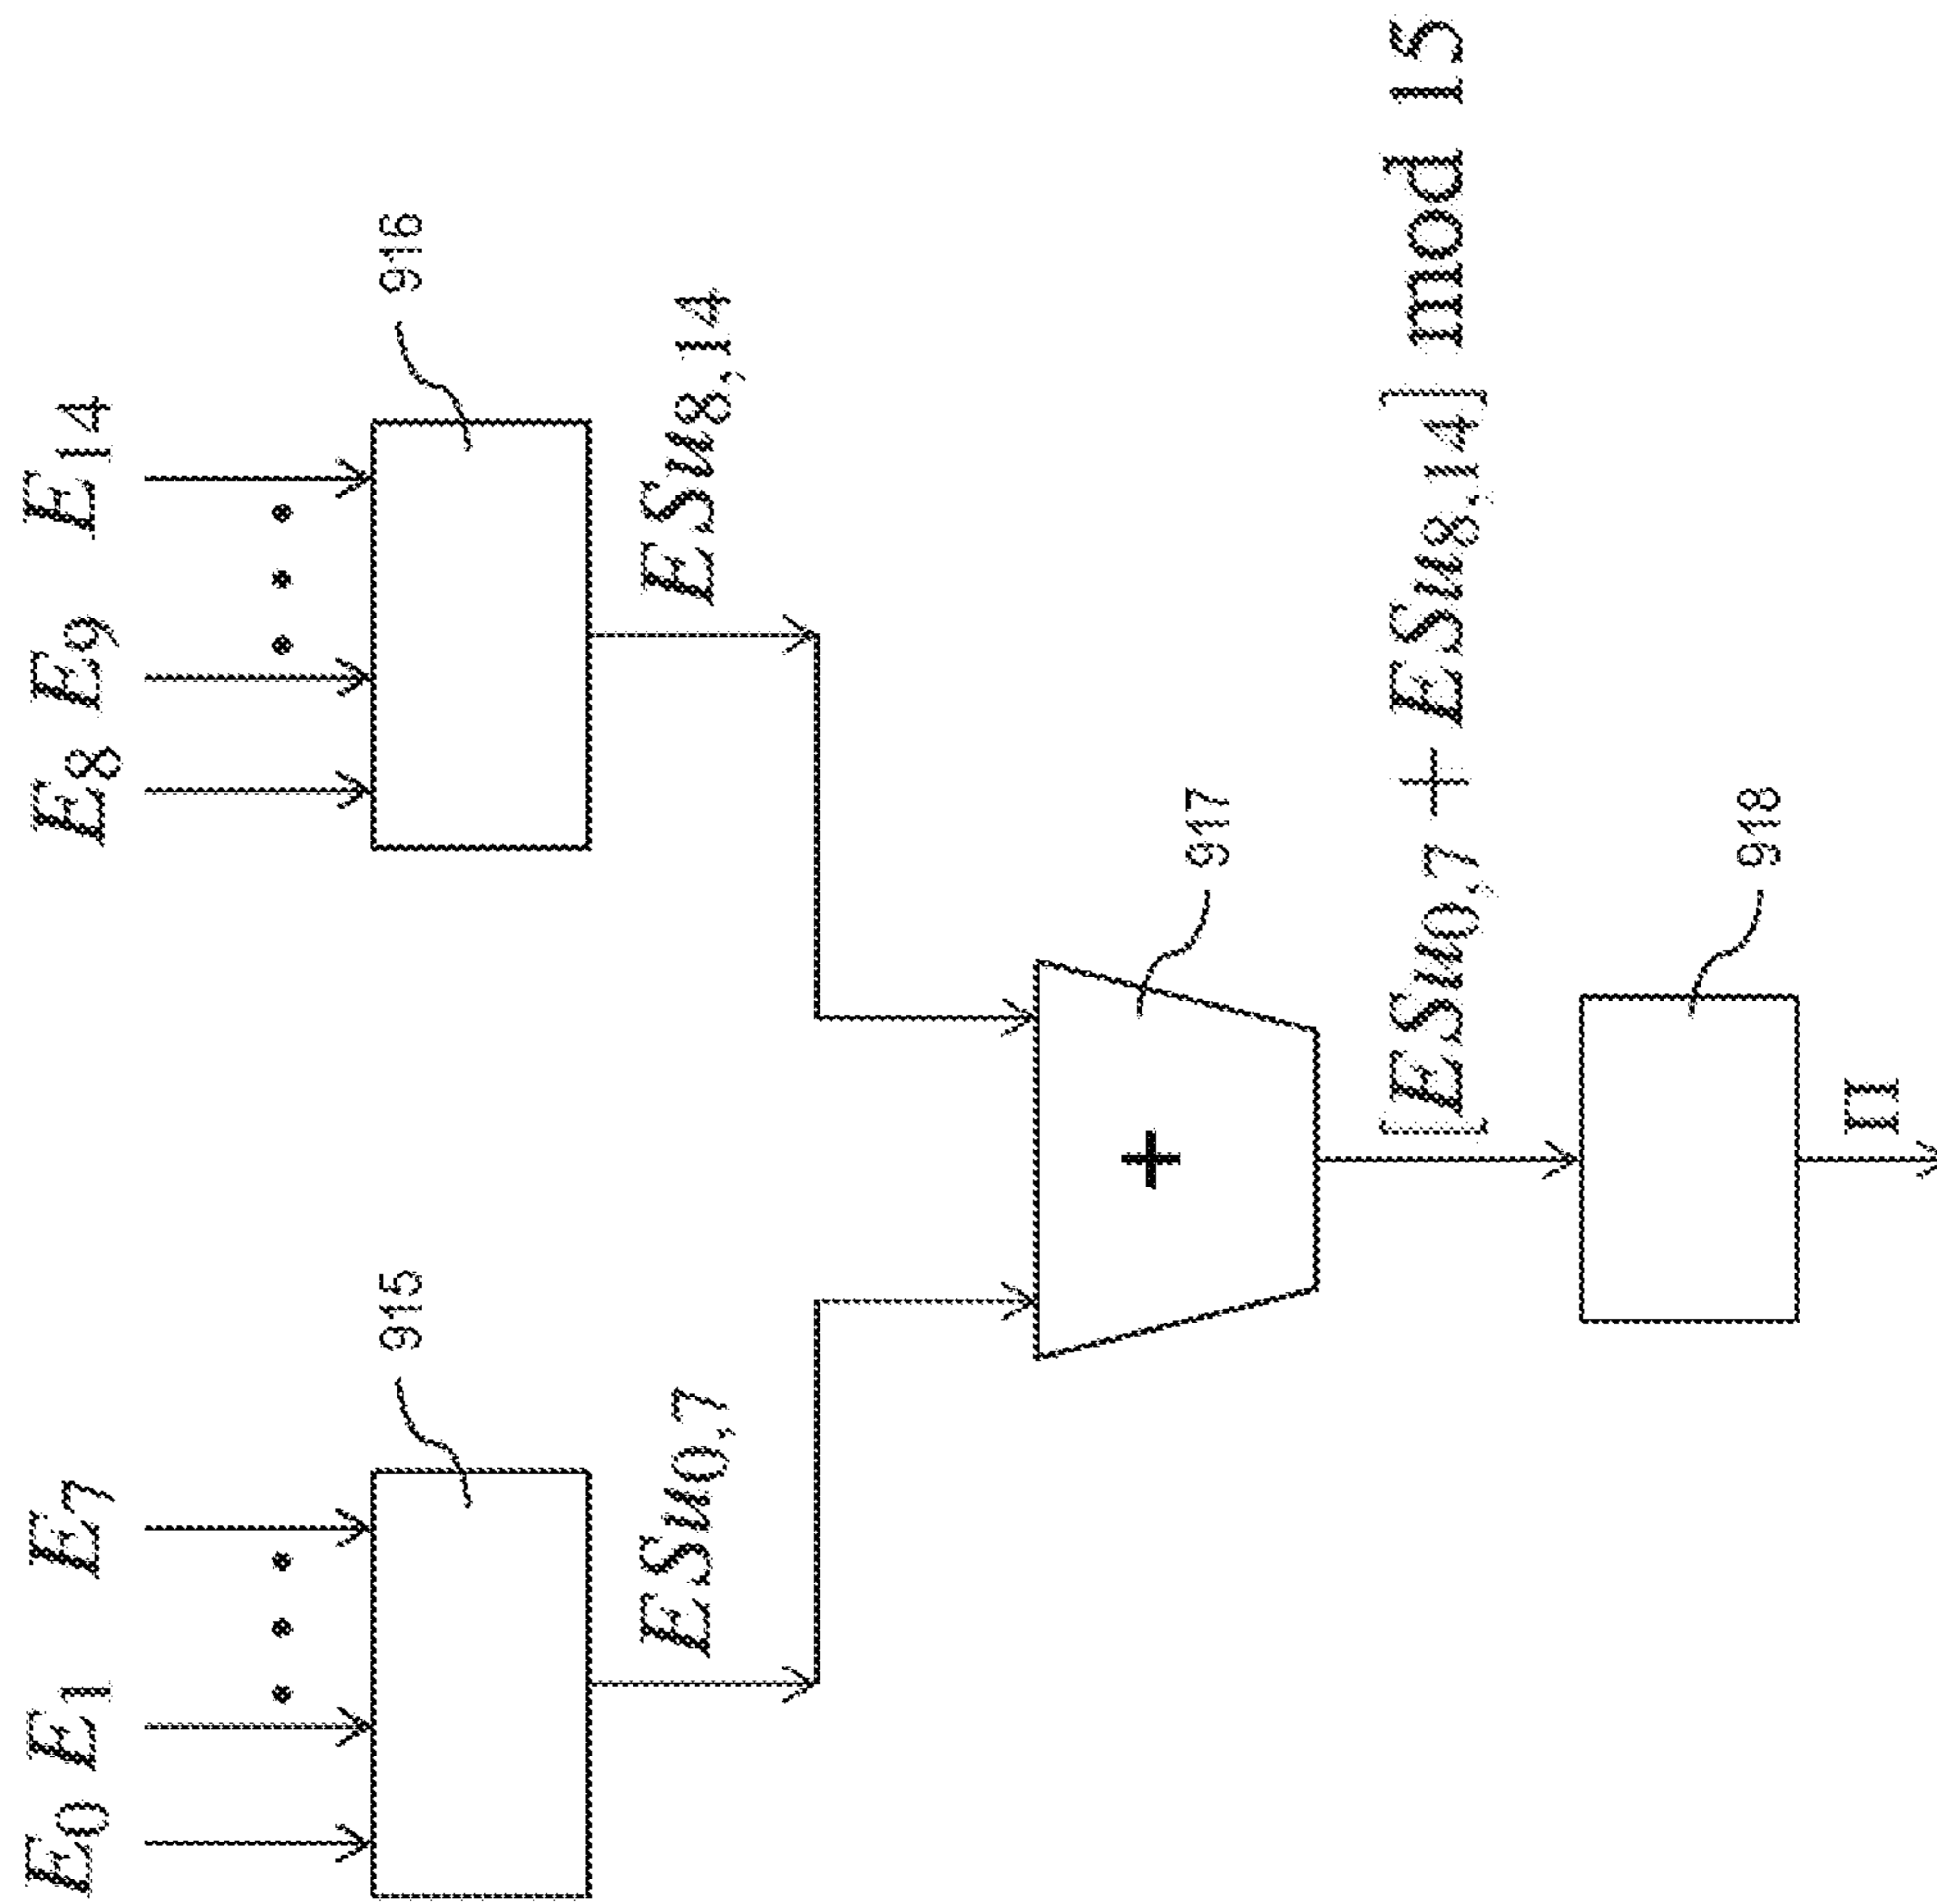 E0 E1 E7 E8 E9 E14
915 916
ESu0,7 ESu8,14
+ 917
[ESu0,7 + ESu8,14] mod 15
918
n